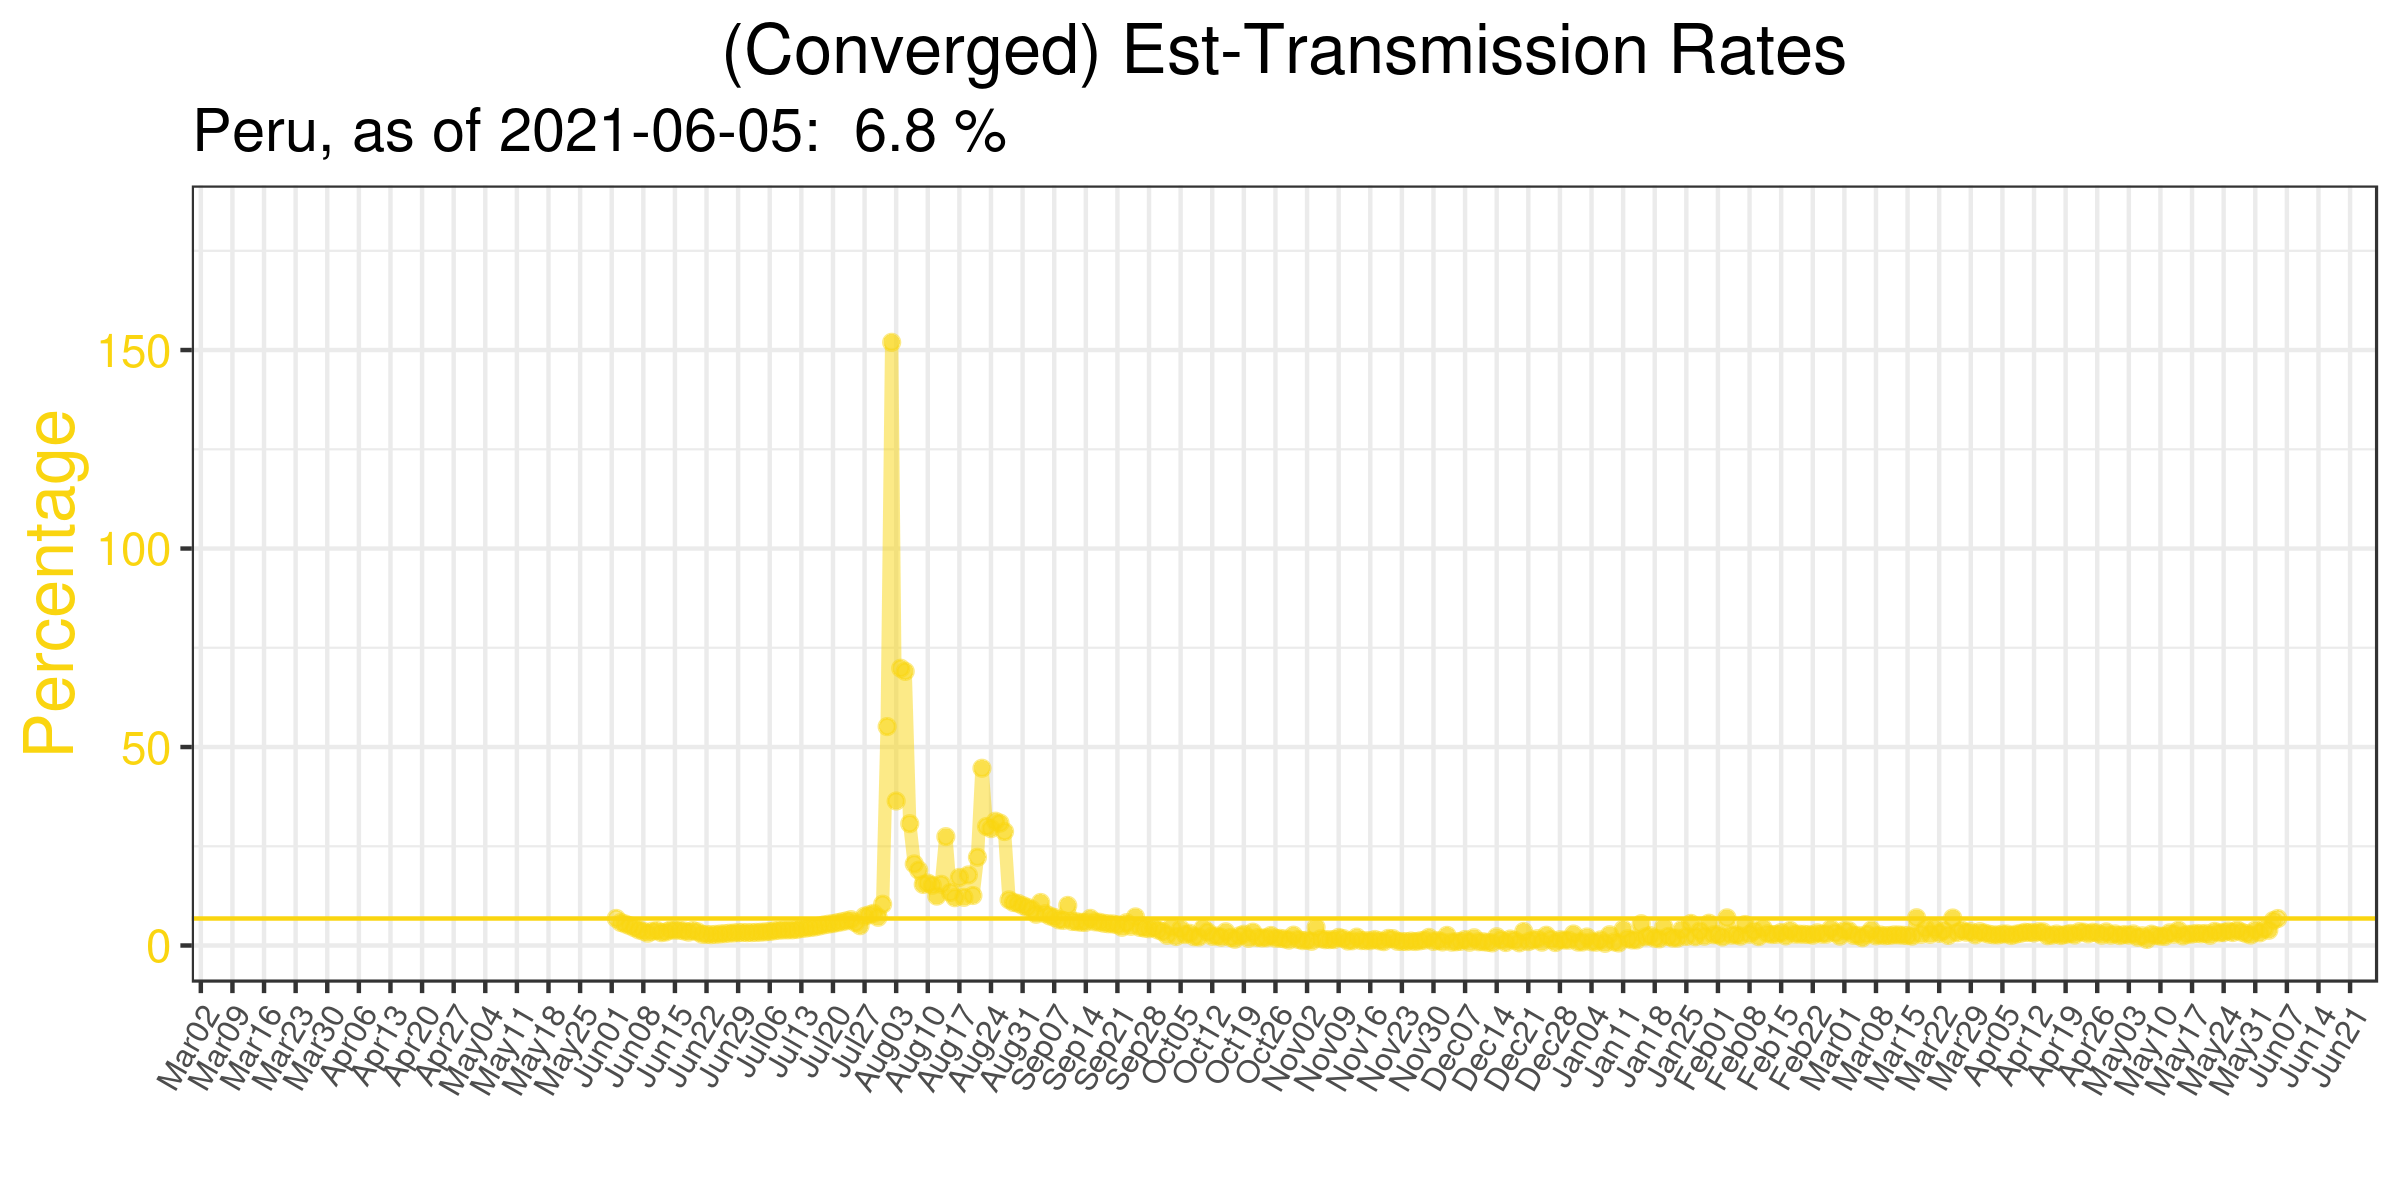 (Converged) Est-Transmission Rates
Peru, as of 2021-06-05:  6.8 %
Percentage
150
100
50
0
Mar02
Mar09
Mar16
Mar23
Mar30
Apr06
Apr13
Apr20
Apr27
May04
May11
May18
May25
Jun01
Jun08
Jun15
Jun22
Jun29
Jul06
Jul13
Jul20
Jul27
Aug03
Aug10
Aug17
Aug24
Aug31
Sep07
Sep14
Sep21
Sep28
Oct05
Oct12
Oct19
Oct26
Nov02
Nov09
Nov16
Nov23
Nov30
Dec07
Dec14
Dec21
Dec28
Jan04
Jan11
Jan18
Jan25
Feb01
Feb08
Feb15
Feb22
Mar01
Mar08
Mar15
Mar22
Mar29
Apr05
Apr12
Apr19
Apr26
May03
May10
May17
May24
May31
Jun07
Jun14
Jun21